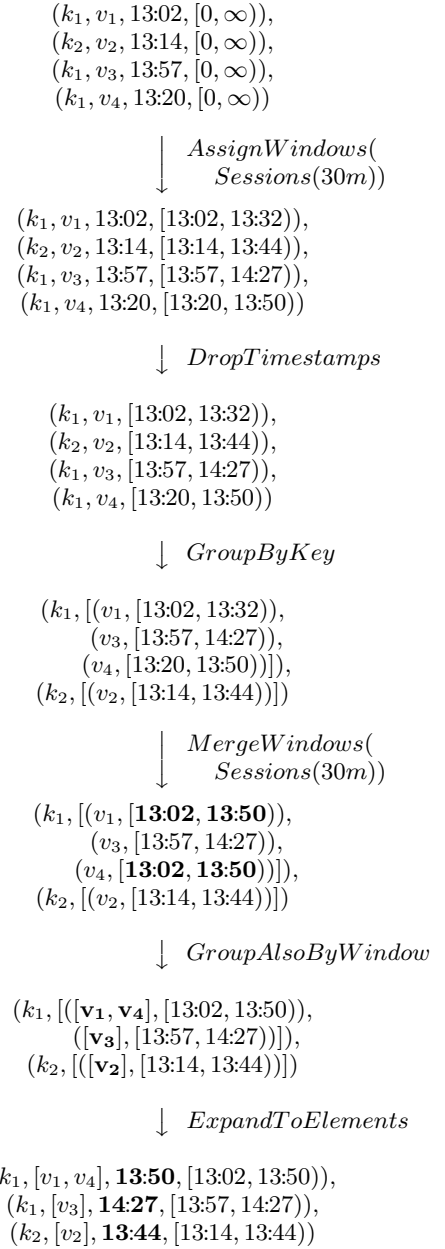 (k₁, v₁, 13:02, [0, ∞)),
(k₂, v₂, 13:14, [0, ∞)),
(k₁, v₃, 13:57, [0, ∞)),
(k₁, v₄, 13:20, [0, ∞))
AssignWindows(
Sessions(30m))
(k₁, v₁, 13:02, [13:02, 13:32)),
(k₂, v₂, 13:14, [13:14, 13:44)),
(k₁, v₃, 13:57, [13:57, 14:27)),
(k₁, v₄, 13:20, [13:20, 13:50))
DropTimestamps
(k₁, v₁, [13:02, 13:32)),
(k₂, v₂, [13:14, 13:44)),
(k₁, v₃, [13:57, 14:27)),
(k₁, v₄, [13:20, 13:50))
GroupByKey
(k₁, [(v₁, [13:02, 13:32)),
(v₃, [13:57, 14:27)),
(v₄, [13:20, 13:50))]),
(k₂, [(v₂, [13:14, 13:44))])
MergeWindows(
Sessions(30m))
(k₁, [(v₁, [13:02, 13:50)),
(v₃, [13:57, 14:27)),
(v₄, [13:02, 13:50))]),
(k₂, [(v₂, [13:14, 13:44))])
GroupAlsoByWindow
(k₁, [([v₁, v₄], [13:02, 13:50)),
([v₃], [13:57, 14:27))]),
(k₂, [([v₂], [13:14, 13:44))])
ExpandToElements
k₁, [v₁, v₄], 13:50, [13:02, 13:50)),
(k₁, [v₃], 14:27, [13:57, 14:27)),
(k₂, [v₂], 13:44, [13:14, 13:44))